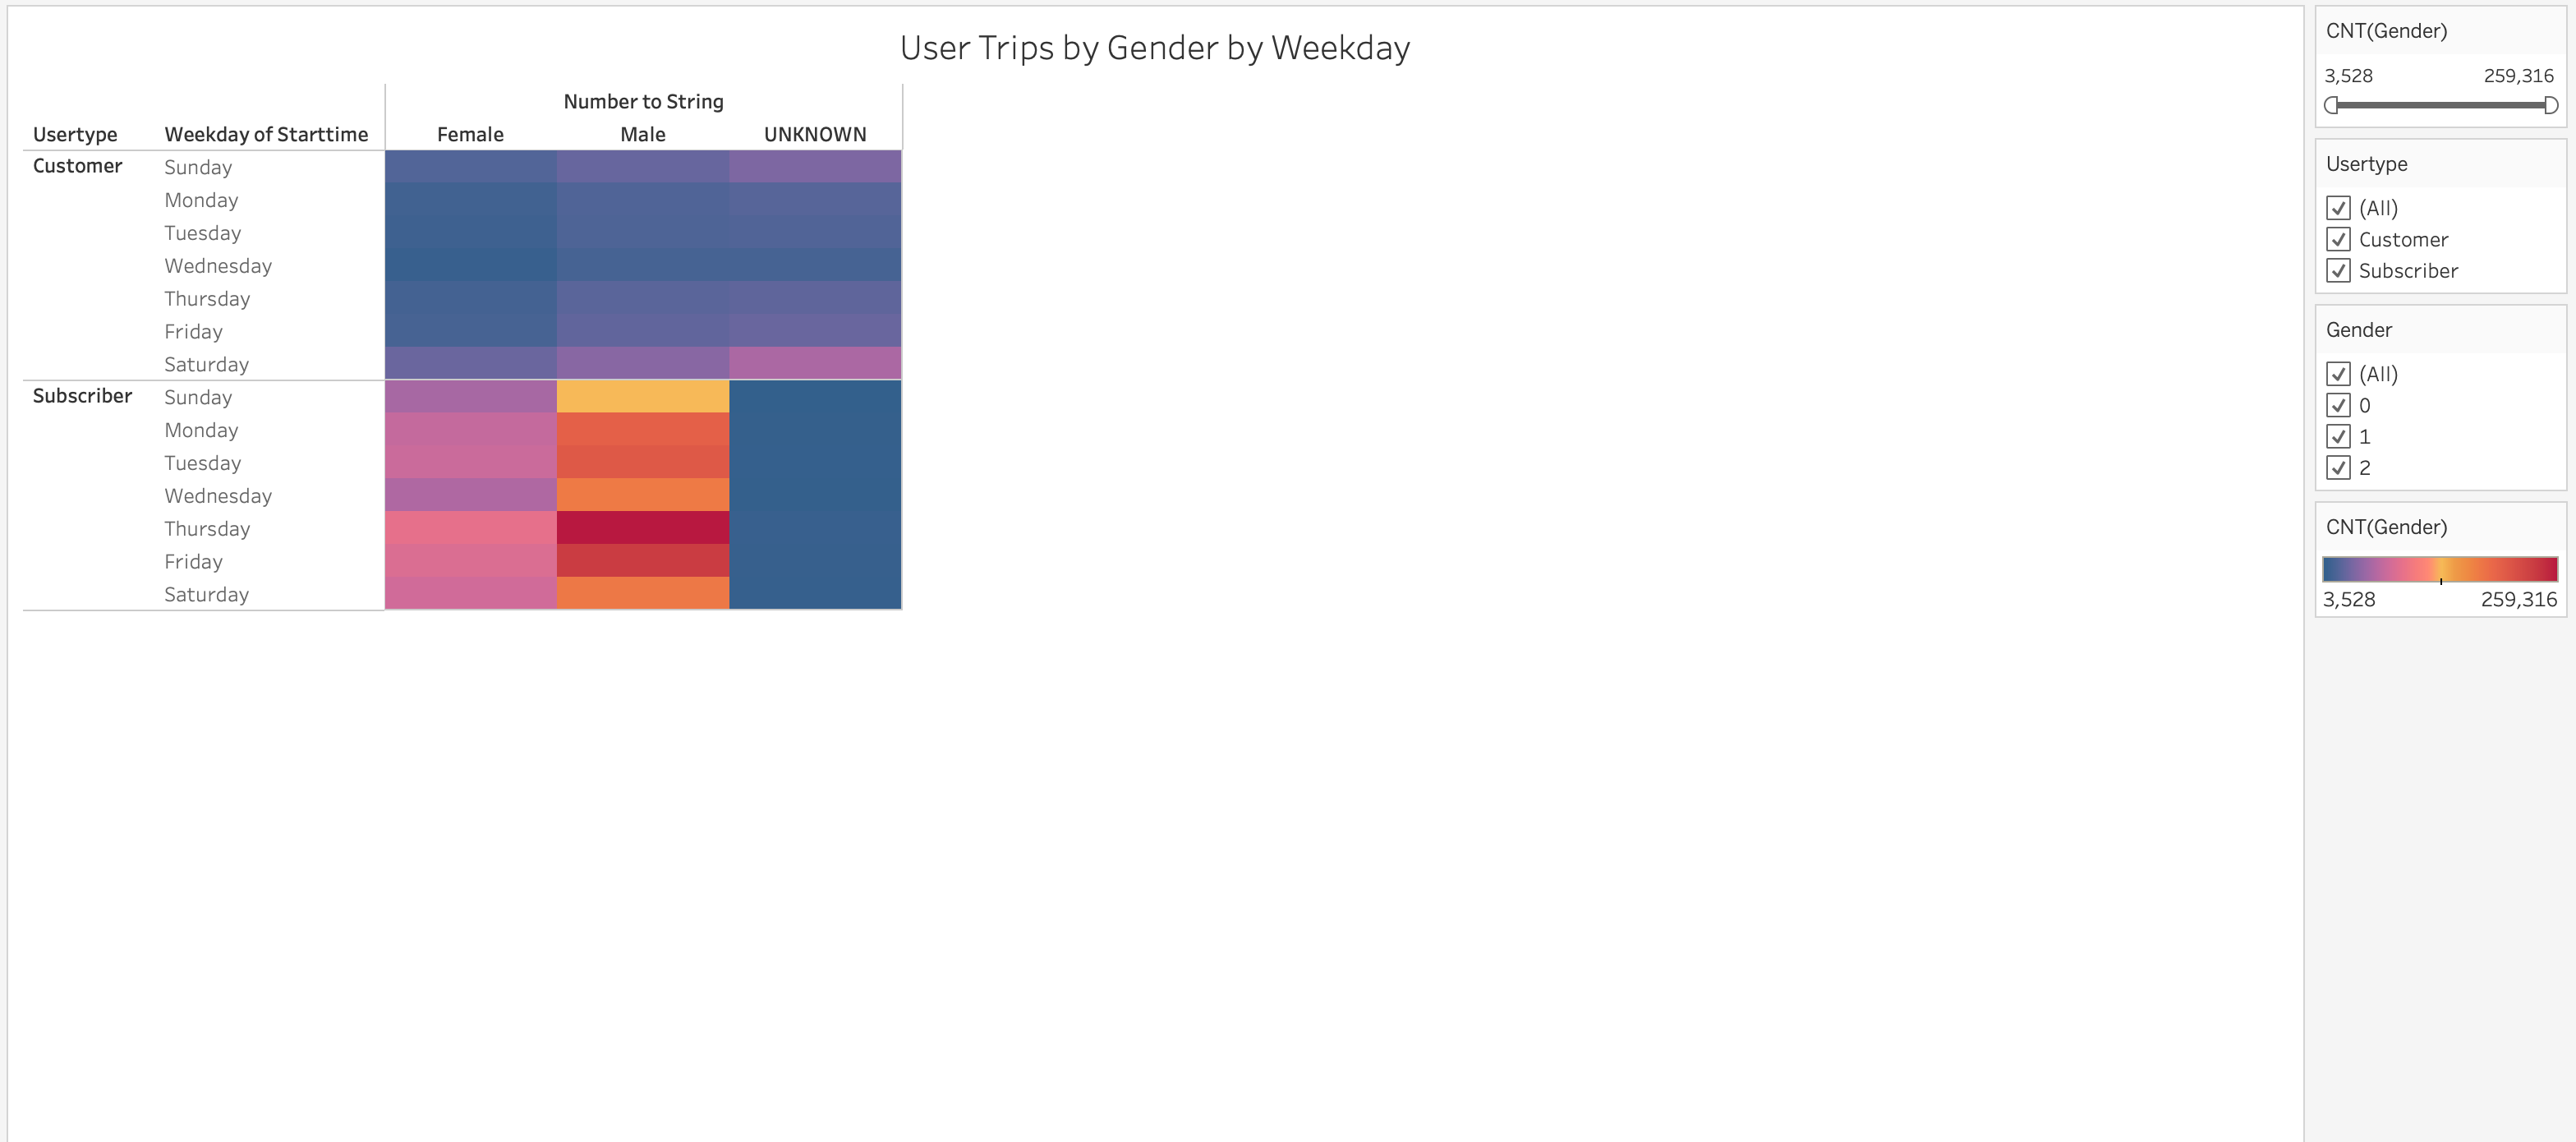 User Trips by Gender by Weekday
Number to String
Usertype Weekday of Starttime Female Male UNKNOWN
Customer Sunday
Monday
Tuesday
Wednesday
Thursday
Friday
Saturday
Subscriber Sunday
Monday
Tuesday
Wednesday
Thursday
Friday
Saturday
CNT(Gender)
3,528 259,316
Usertype
(All)
Customer
Subscriber
Gender
(All)
0
1
2
CNT(Gender)
3,528 259,316